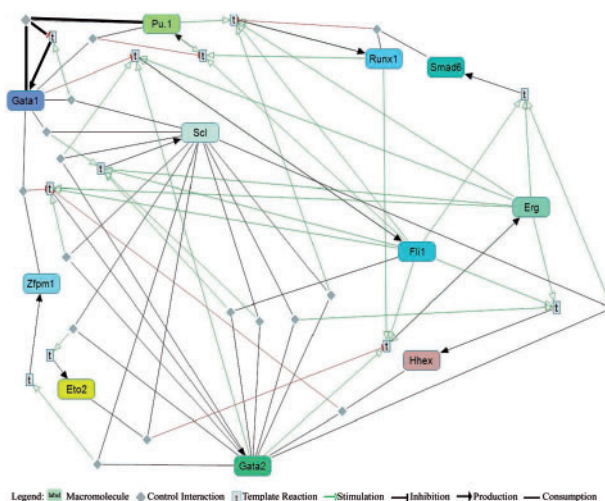 Pu.1
t
t
t
t
Runx1
Smad6
Gata1
t
Scl
t
t
Erg
Fli1
Zfpm1
t
t
t
Hhex
t
Eto2
Gata2
Legend: t Macromolecule Control Interaction t Template Reaction Stimulation Inhibition Production Consumption